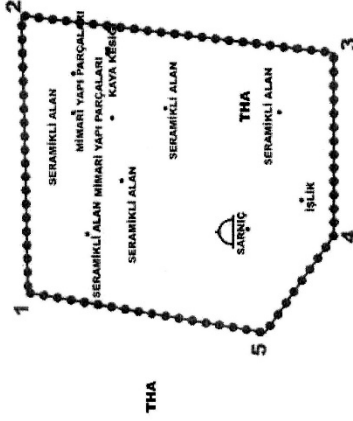 2
1
3
4
5
SERAMİKLİ ALAN
MİMARİ YAPI PARÇALARI
SERAMİKLİ ALAN MİMARİ YAPI PARÇALARI
KAYA KESİĞİ
SERAMİKLİ ALAN
SERAMİKLİ ALAN
THA
SERAMİKLİ ALAN
SARNIÇ
İŞLİK
THA